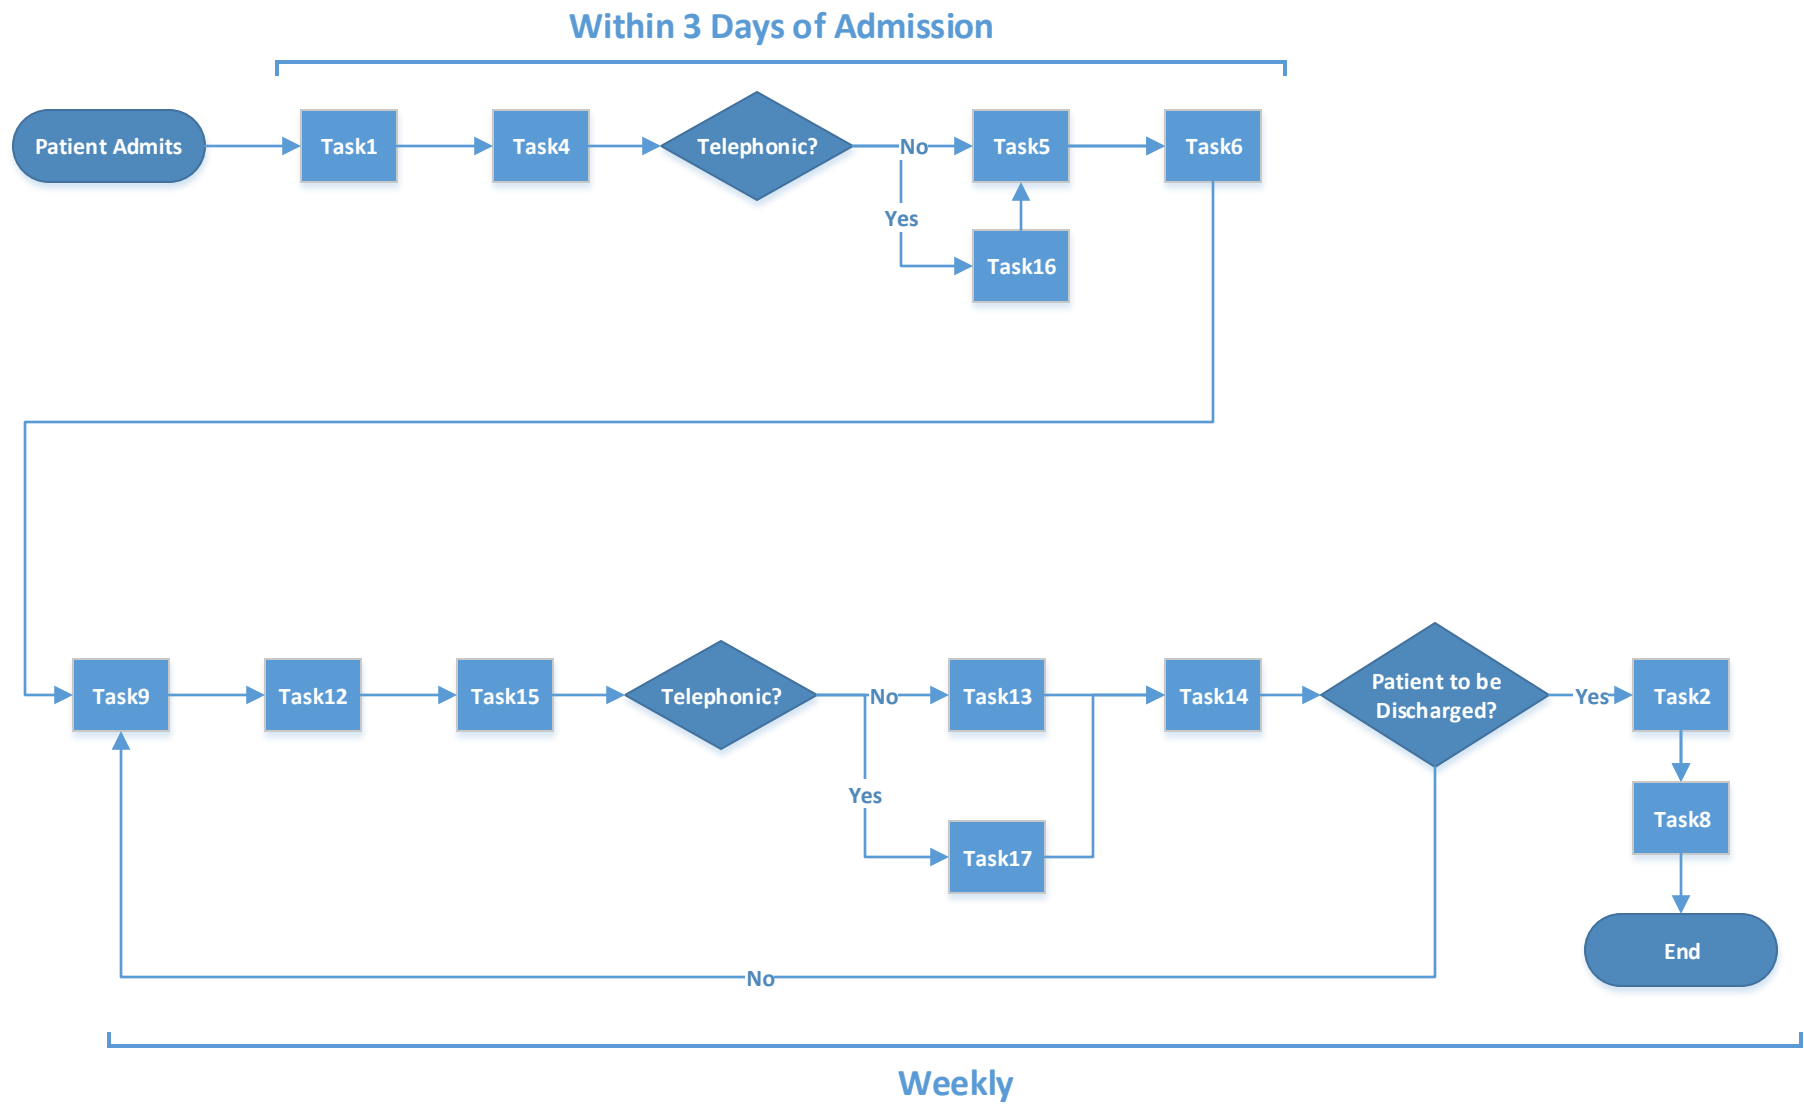 Within 3 Days of Admission
Patient Admits
Task1
Task4
Telephonic?
No
Task5
Task6
Yes
Task16
Task9
Task12
Task15
Telephonic?
No
Task13
Task14
Patient to be
Discharged?
Yes
Task2
Yes
Task8
Task17
End
No
Weekly